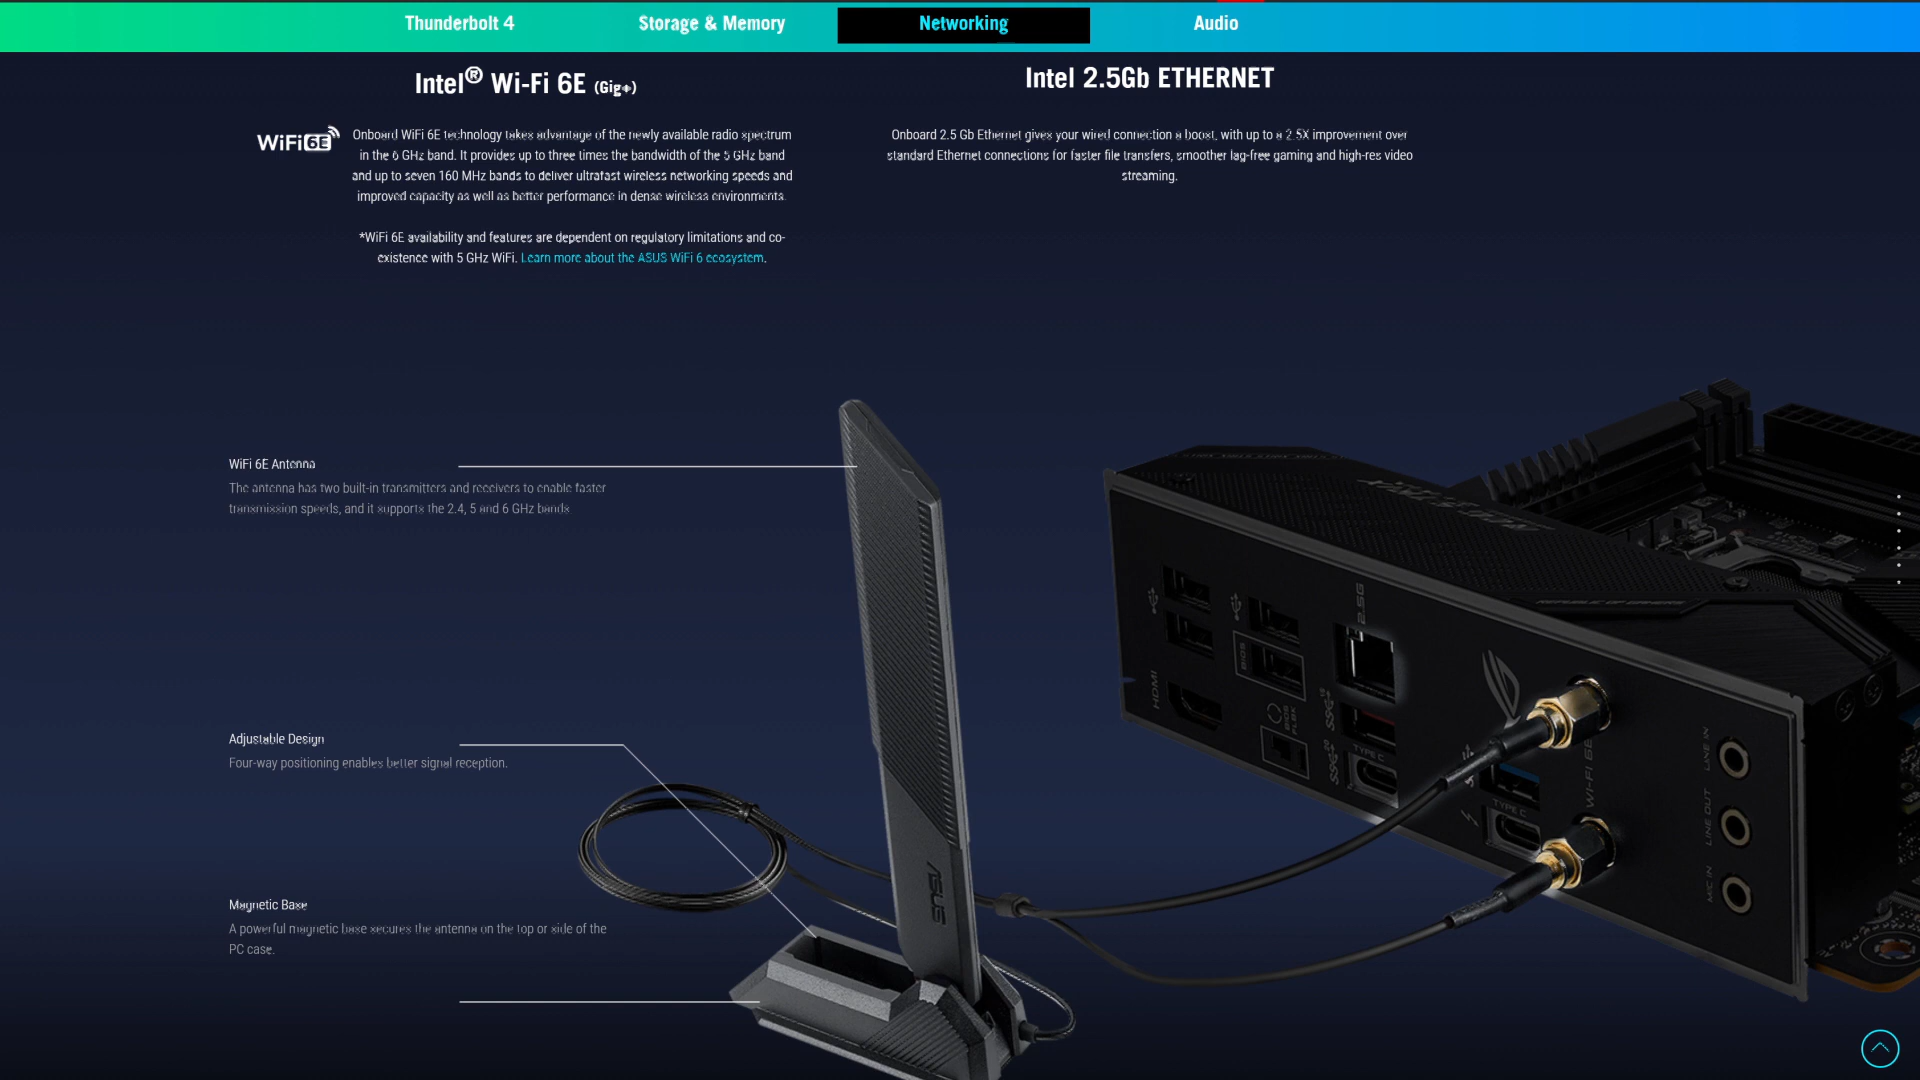 Thunderbolt 4
Storage & Memory
Networking
Audio
Intel® Wi-Fi 6E (Gig+)
WiFi 6E
Onboard WiFi 6E technology takes advantage of the newly available radio spectrum
in the 6 GHz band. It provides up to three times the bandwidth of the 5 GHz band
and up to seven 160 MHz bands to deliver ultrafast wireless networking speeds and
improved capacity as well as better performance in dense wireless environments.
*WiFi 6E availability and features are dependent on regulatory limitations and co-
existence with 5 GHz WiFi. Learn more about the ASUS WiFi 6 ecosystem.
Intel 2.5Gb ETHERNET
Onboard 2.5 Gb Ethernet gives your wired connection a boost, with up to a 2.5X improvement over
standard Ethernet connections for faster file transfers, smoother lag-free gaming and high-res video
streaming.
WiFi 6E Antenna
The antenna has two built-in transmitters and receivers to enable faster
transmission speeds, and it supports the 2.4, 5 and 6 GHz bands
Adjustable Design
Four-way positioning enables better signal reception.
Magnetic Base
A powerful magnetic base secures the antenna on the top or side of the
PC case.
ASUS
HDMI
BIOS
BIOS
FLBK
2.5G
TYPE C
TYPE C
WI-FI 6E
LINE IN
LINE OUT
MIC IN
REPUBLIC OF GAMERS